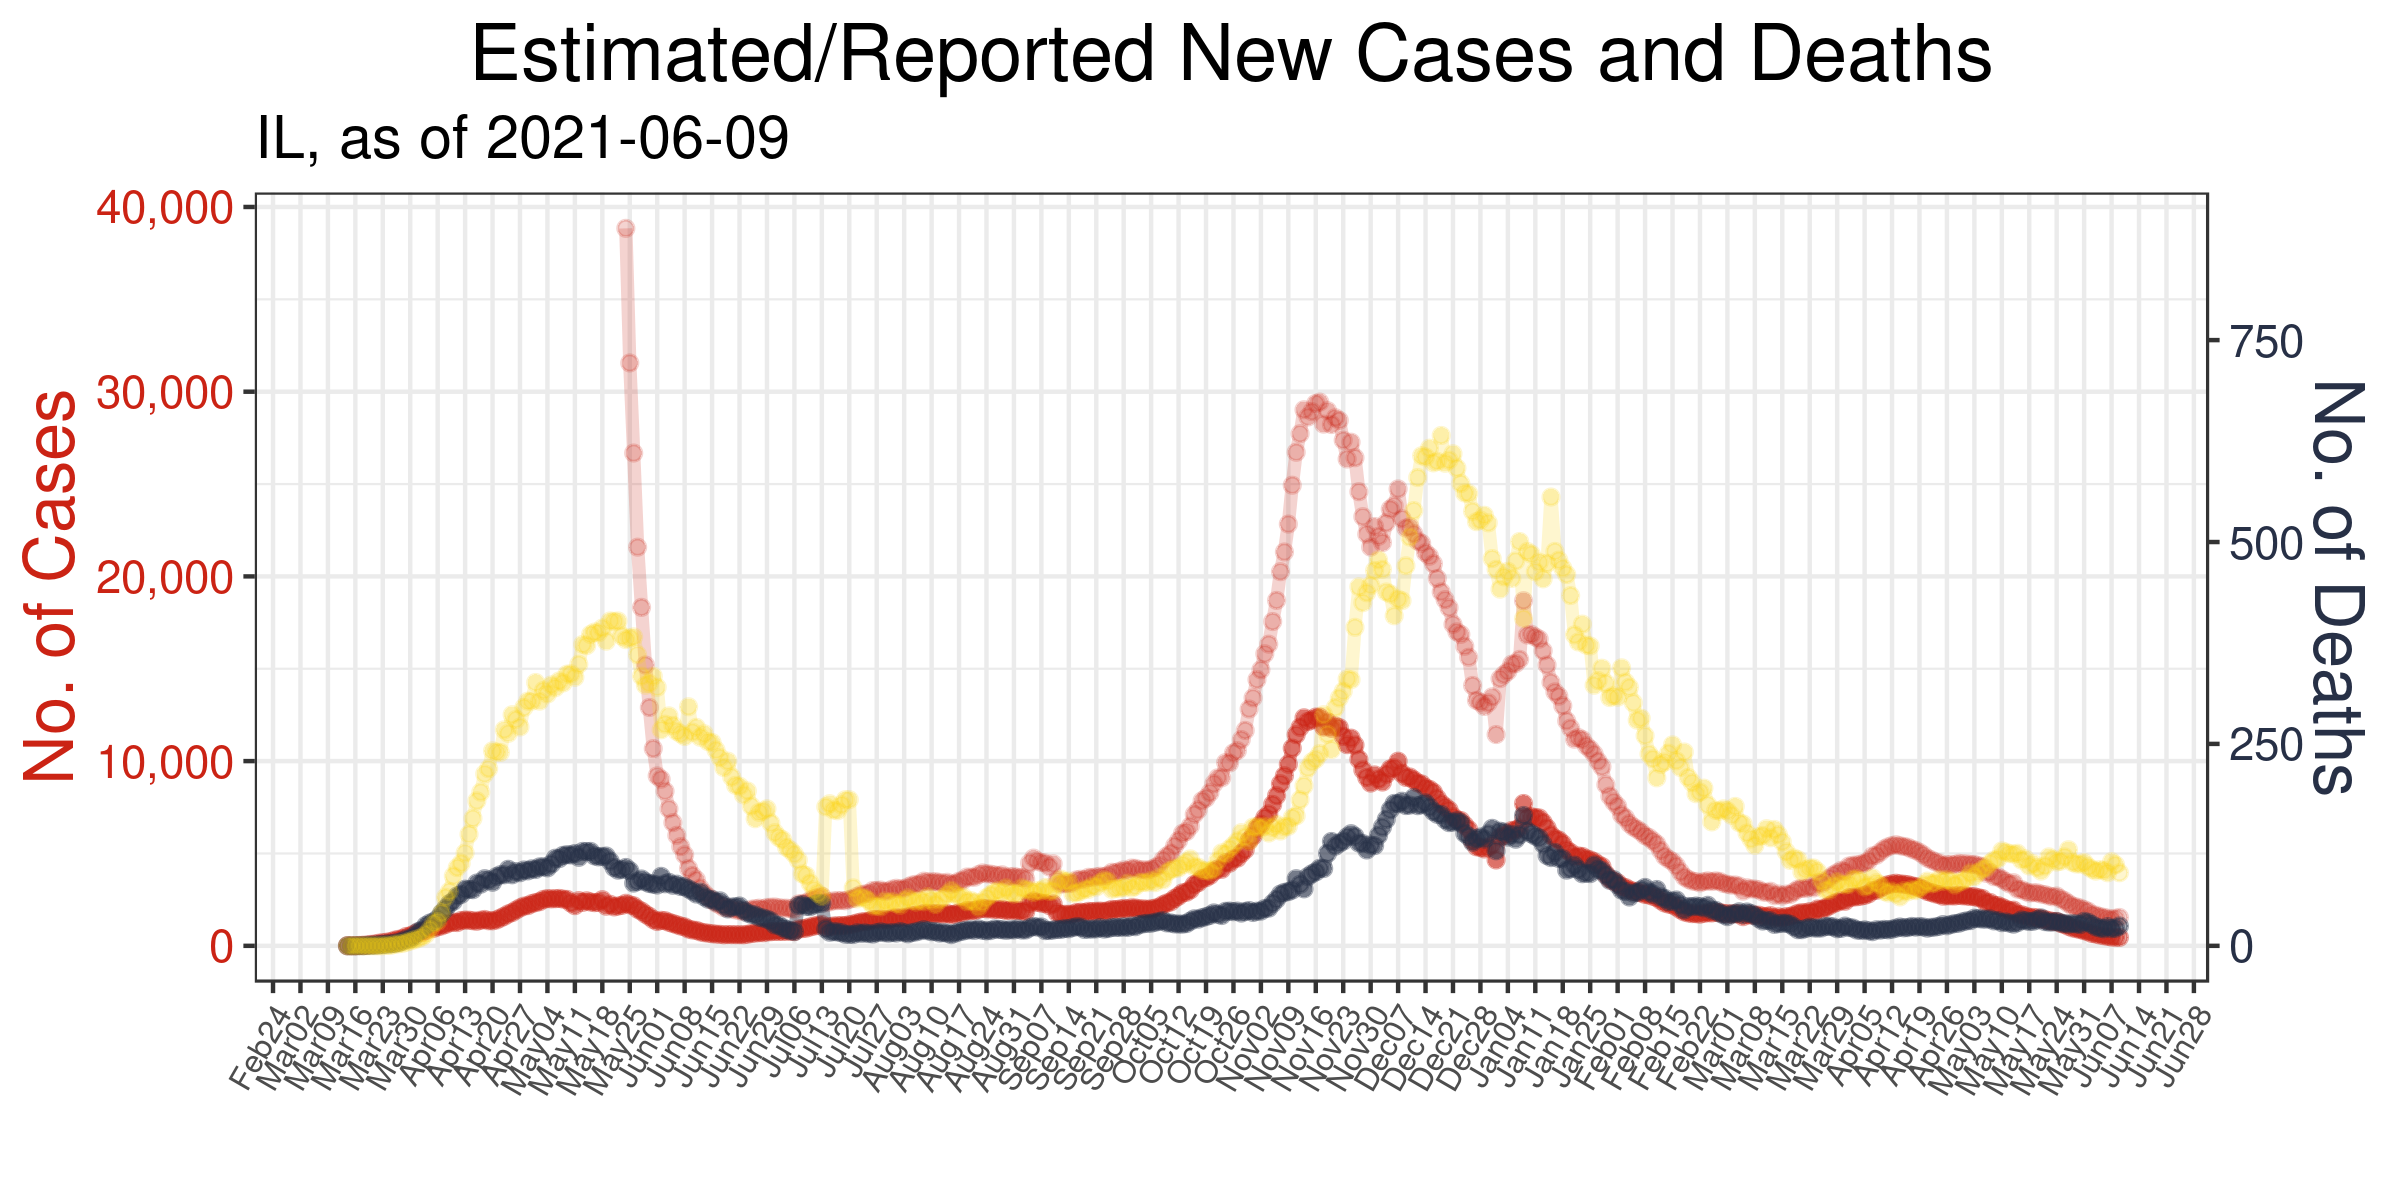 Estimated/Reported New Cases and Deaths
IL, as of 2021-06-09
No. of Cases
40,000
30,000
20,000
10,000
0
No. of Deaths
750
500
250
0
Feb24
Mar02
Mar09
Mar16
Mar23
Mar30
Apr06
Apr13
Apr20
Apr27
May04
May11
May18
May25
Jun01
Jun08
Jun15
Jun22
Jun29
Jul06
Jul13
Jul20
Jul27
Aug03
Aug10
Aug17
Aug24
Aug31
Sep07
Sep14
Sep21
Sep28
Oct05
Oct12
Oct19
Oct26
Nov02
Nov09
Nov16
Nov23
Nov30
Dec07
Dec14
Dec21
Dec28
Jan04
Jan11
Jan18
Jan25
Feb01
Feb08
Feb15
Feb22
Mar01
Mar08
Mar15
Mar22
Mar29
Apr05
Apr12
Apr19
Apr26
May03
May10
May17
May24
May31
Jun07
Jun14
Jun21
Jun28